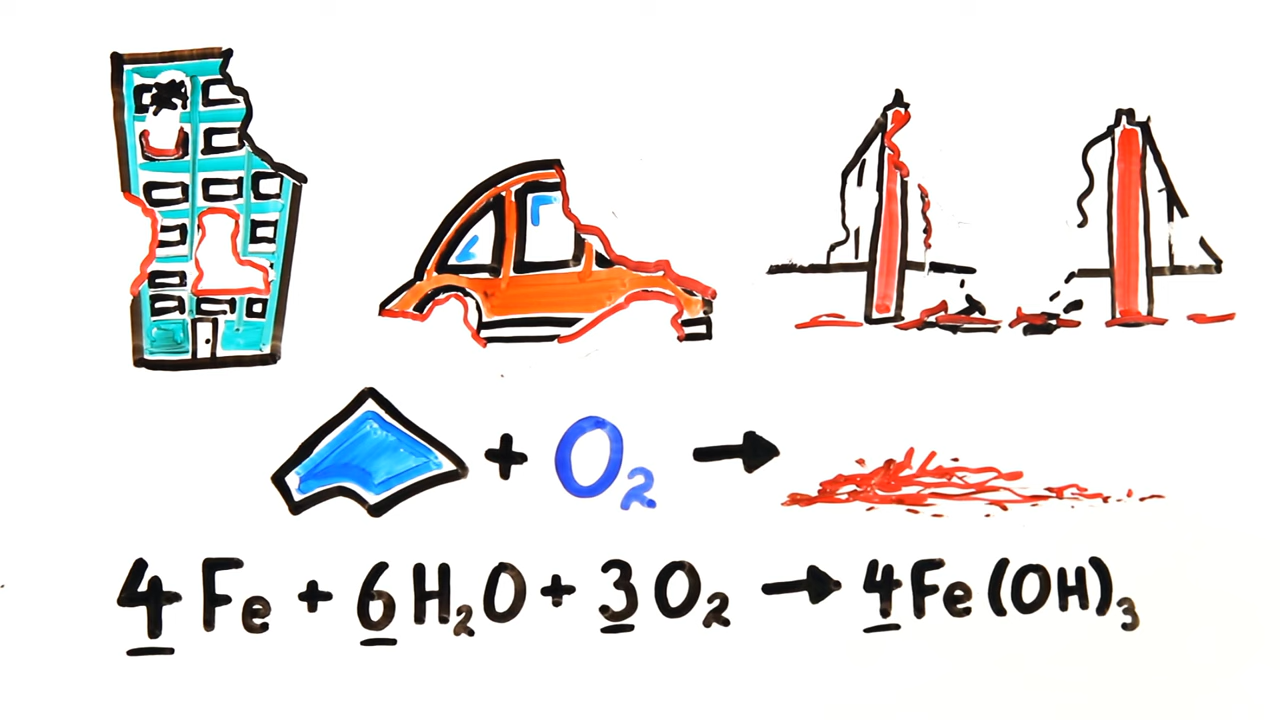 + O₂ →
4 Fe + 6 H₂O + 3 O₂ → 4 Fe (OH)₃